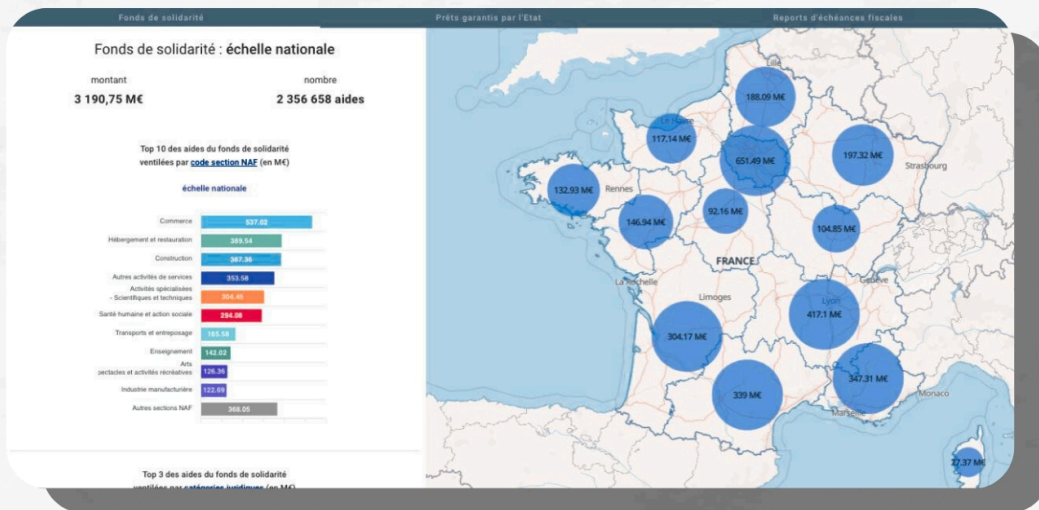 Fonds de solidarité
Prêts garantis par l'Etat
Reports d'échéances fiscales
Fonds de solidarité : échelle nationale
montant
nombre
3 190,75 M€
2 356 658 aides
Top 10 des aides du fonds de solidarité
ventilées par code section NAF (en M€)
échelle nationale
Commerce
537.02
Hébergement et restauration
389.54
Construction
387.36
Autres activités de services
353.58
Activités spécialisées
- Scientifiques et techniques
304.45
Santé humaine et action sociale
294.08
Transports et entreposage
165.58
Enseignement
142.02
Arts
pectacles et activités récréatives
126.36
Industrie manufacturière
122.69
Autres sections NAF
368.05
Top 3 des aides du fonds de solidarité
ventilées par catégories juridiques (en M€)
Lille
188.09 M€
Le Havre
117.14 M€
651.49 M€
197.32 M€
Strasbourg
132.93 M€
Rennes
146.94 M€
92.16 M€
104.85 M€
FRANCE
La Rochelle
Genève
Limoges
Lyon
417.1 M€
304.17 M€
347.31 M€
339 M€
Monaco
Marseille
27.37 M€